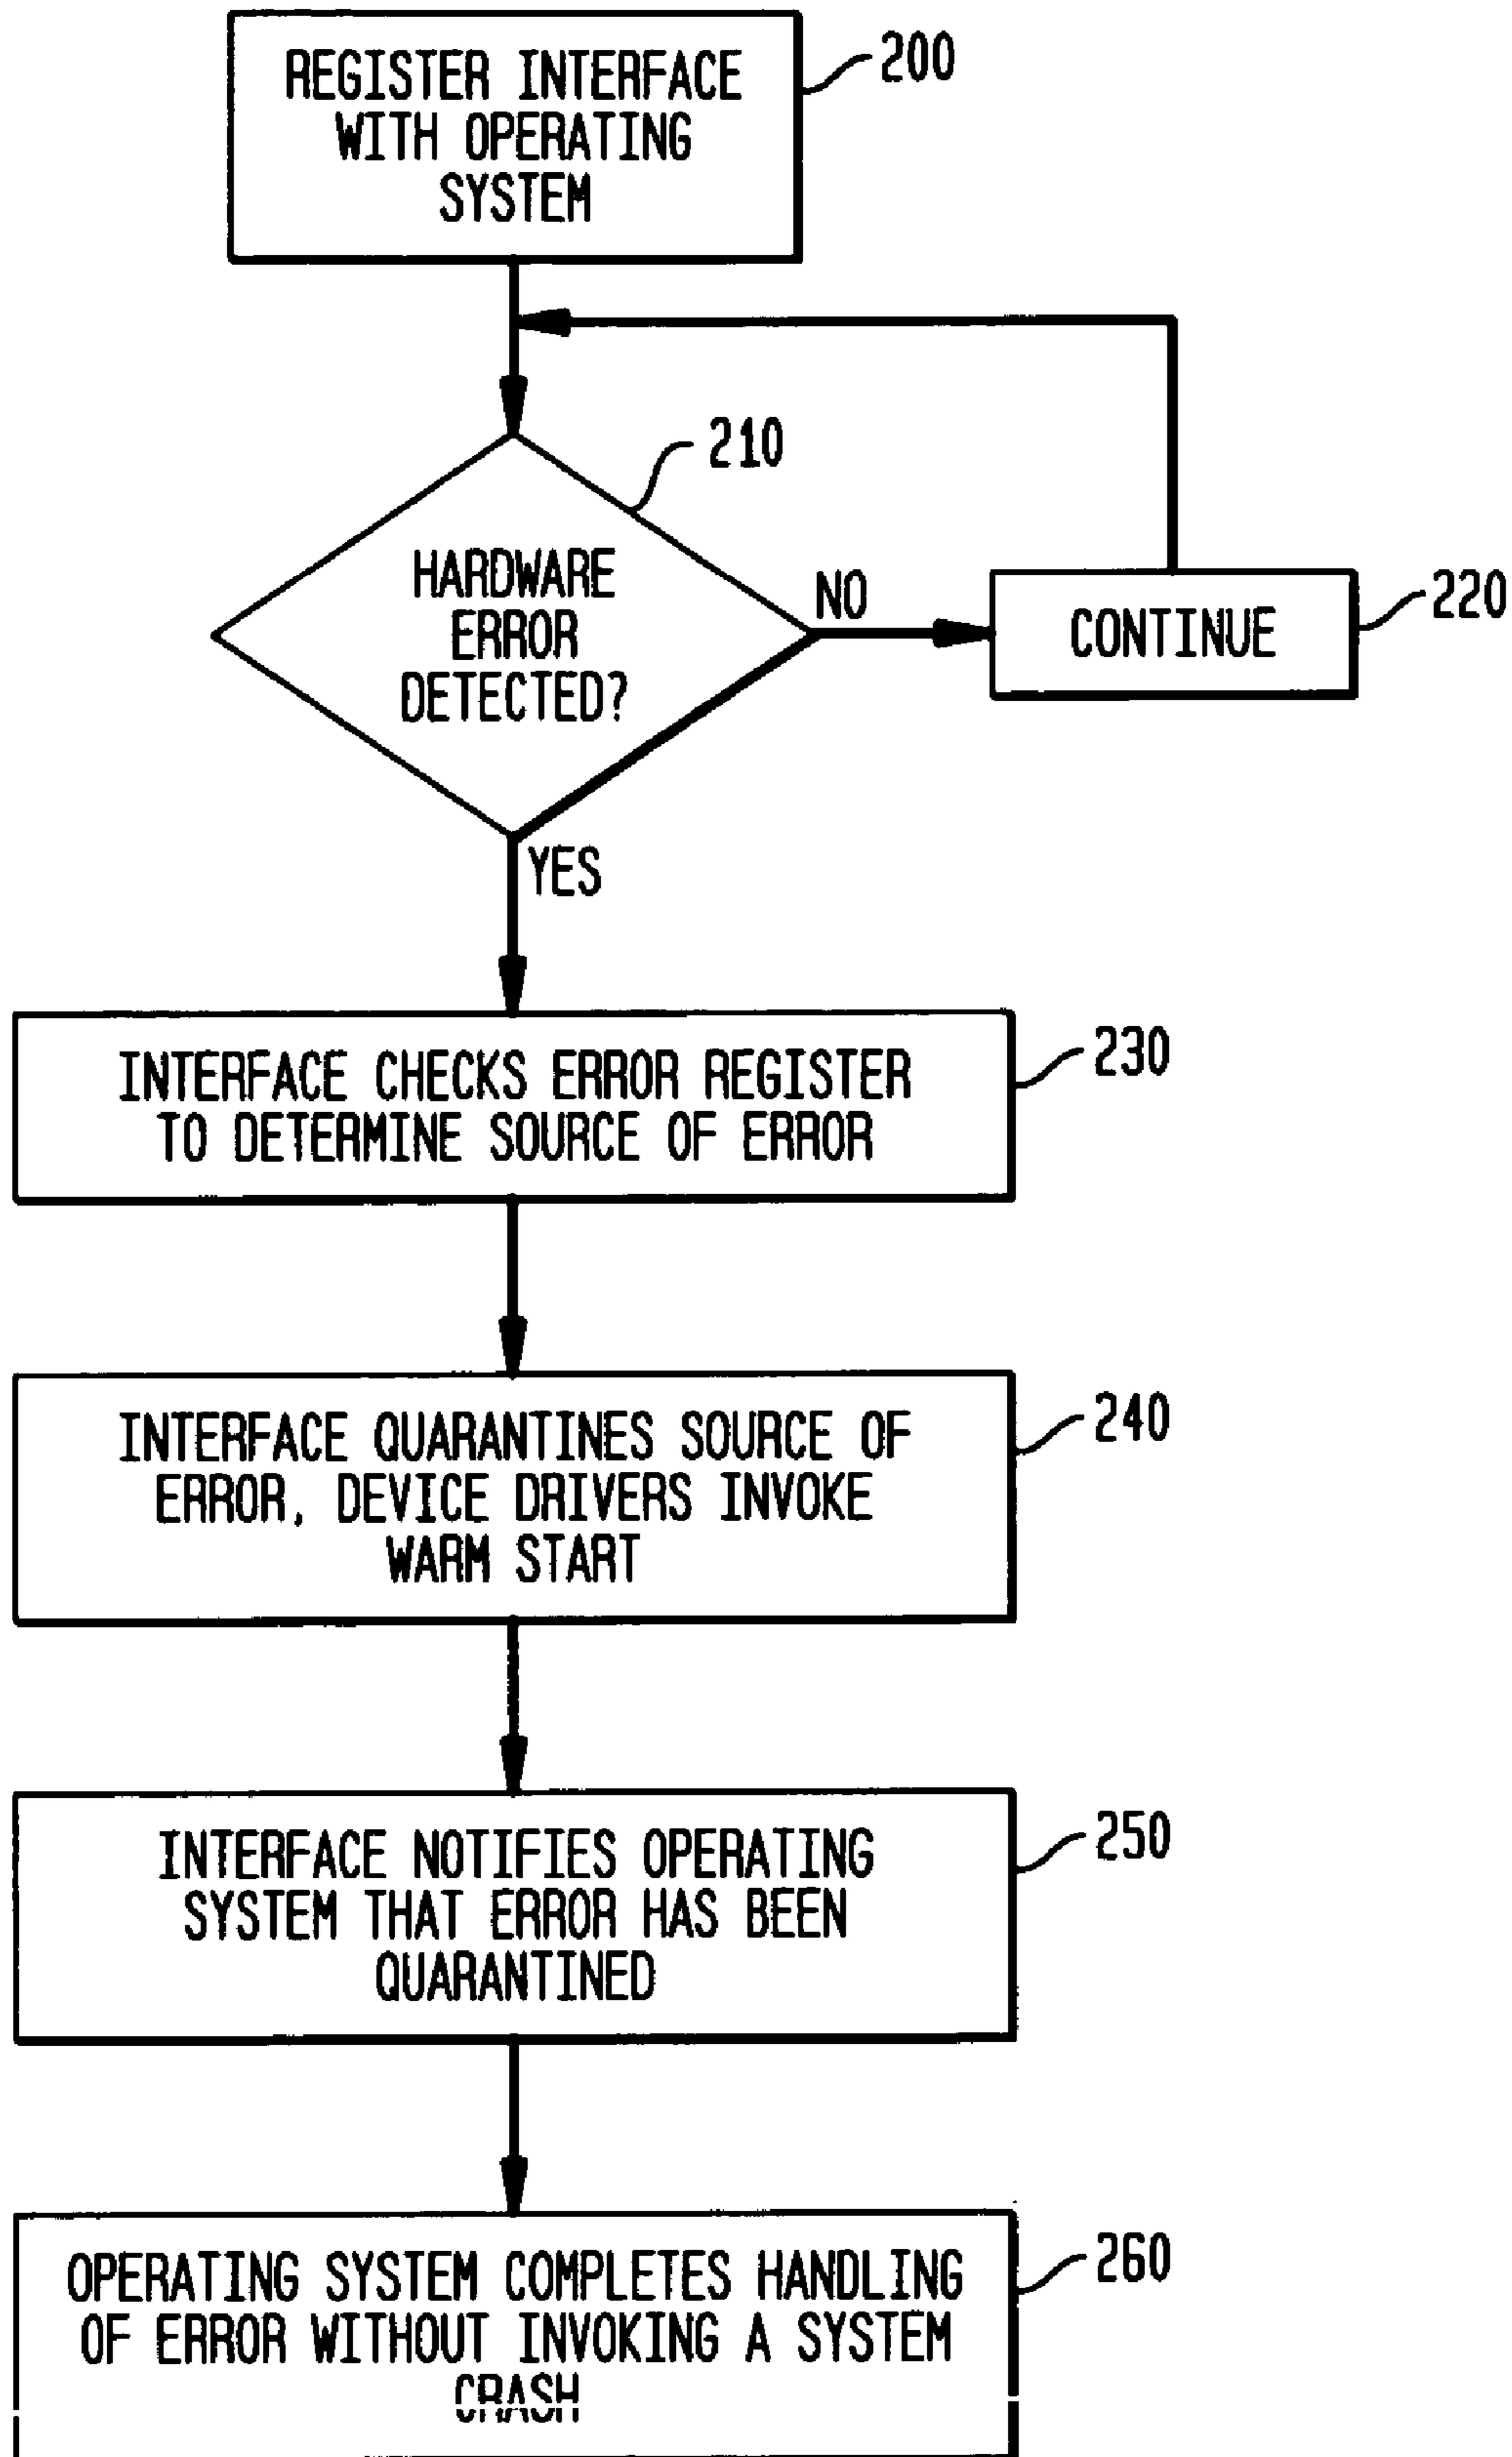 REGISTER INTERFACE
WITH OPERATING
SYSTEM
200
210
HARDWARE
ERROR
DETECTED?
NO
CONTINUE
220
YES
INTERFACE CHECKS ERROR REGISTER
TO DETERMINE SOURCE OF ERROR
230
INTERFACE QUARANTINES SOURCE OF
ERROR, DEVICE DRIVERS INVOKE
WARM START
240
INTERFACE NOTIFIES OPERATING
SYSTEM THAT ERROR HAS BEEN
QUARANTINED
250
OPERATING SYSTEM COMPLETES HANDLING
OF ERROR WITHOUT INVOKING A SYSTEM
CRASH
260